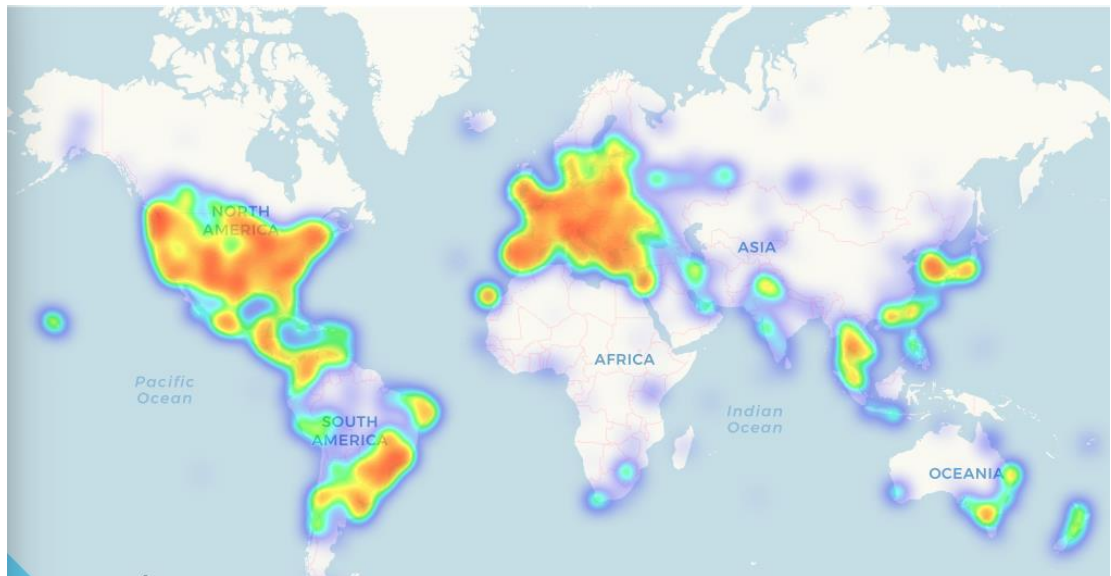 NORTH
AMERICA
ASIA
AFRICA
Pacific
Ocean
Indian
Ocean
SOUTH
AMERICA
OCEANIA